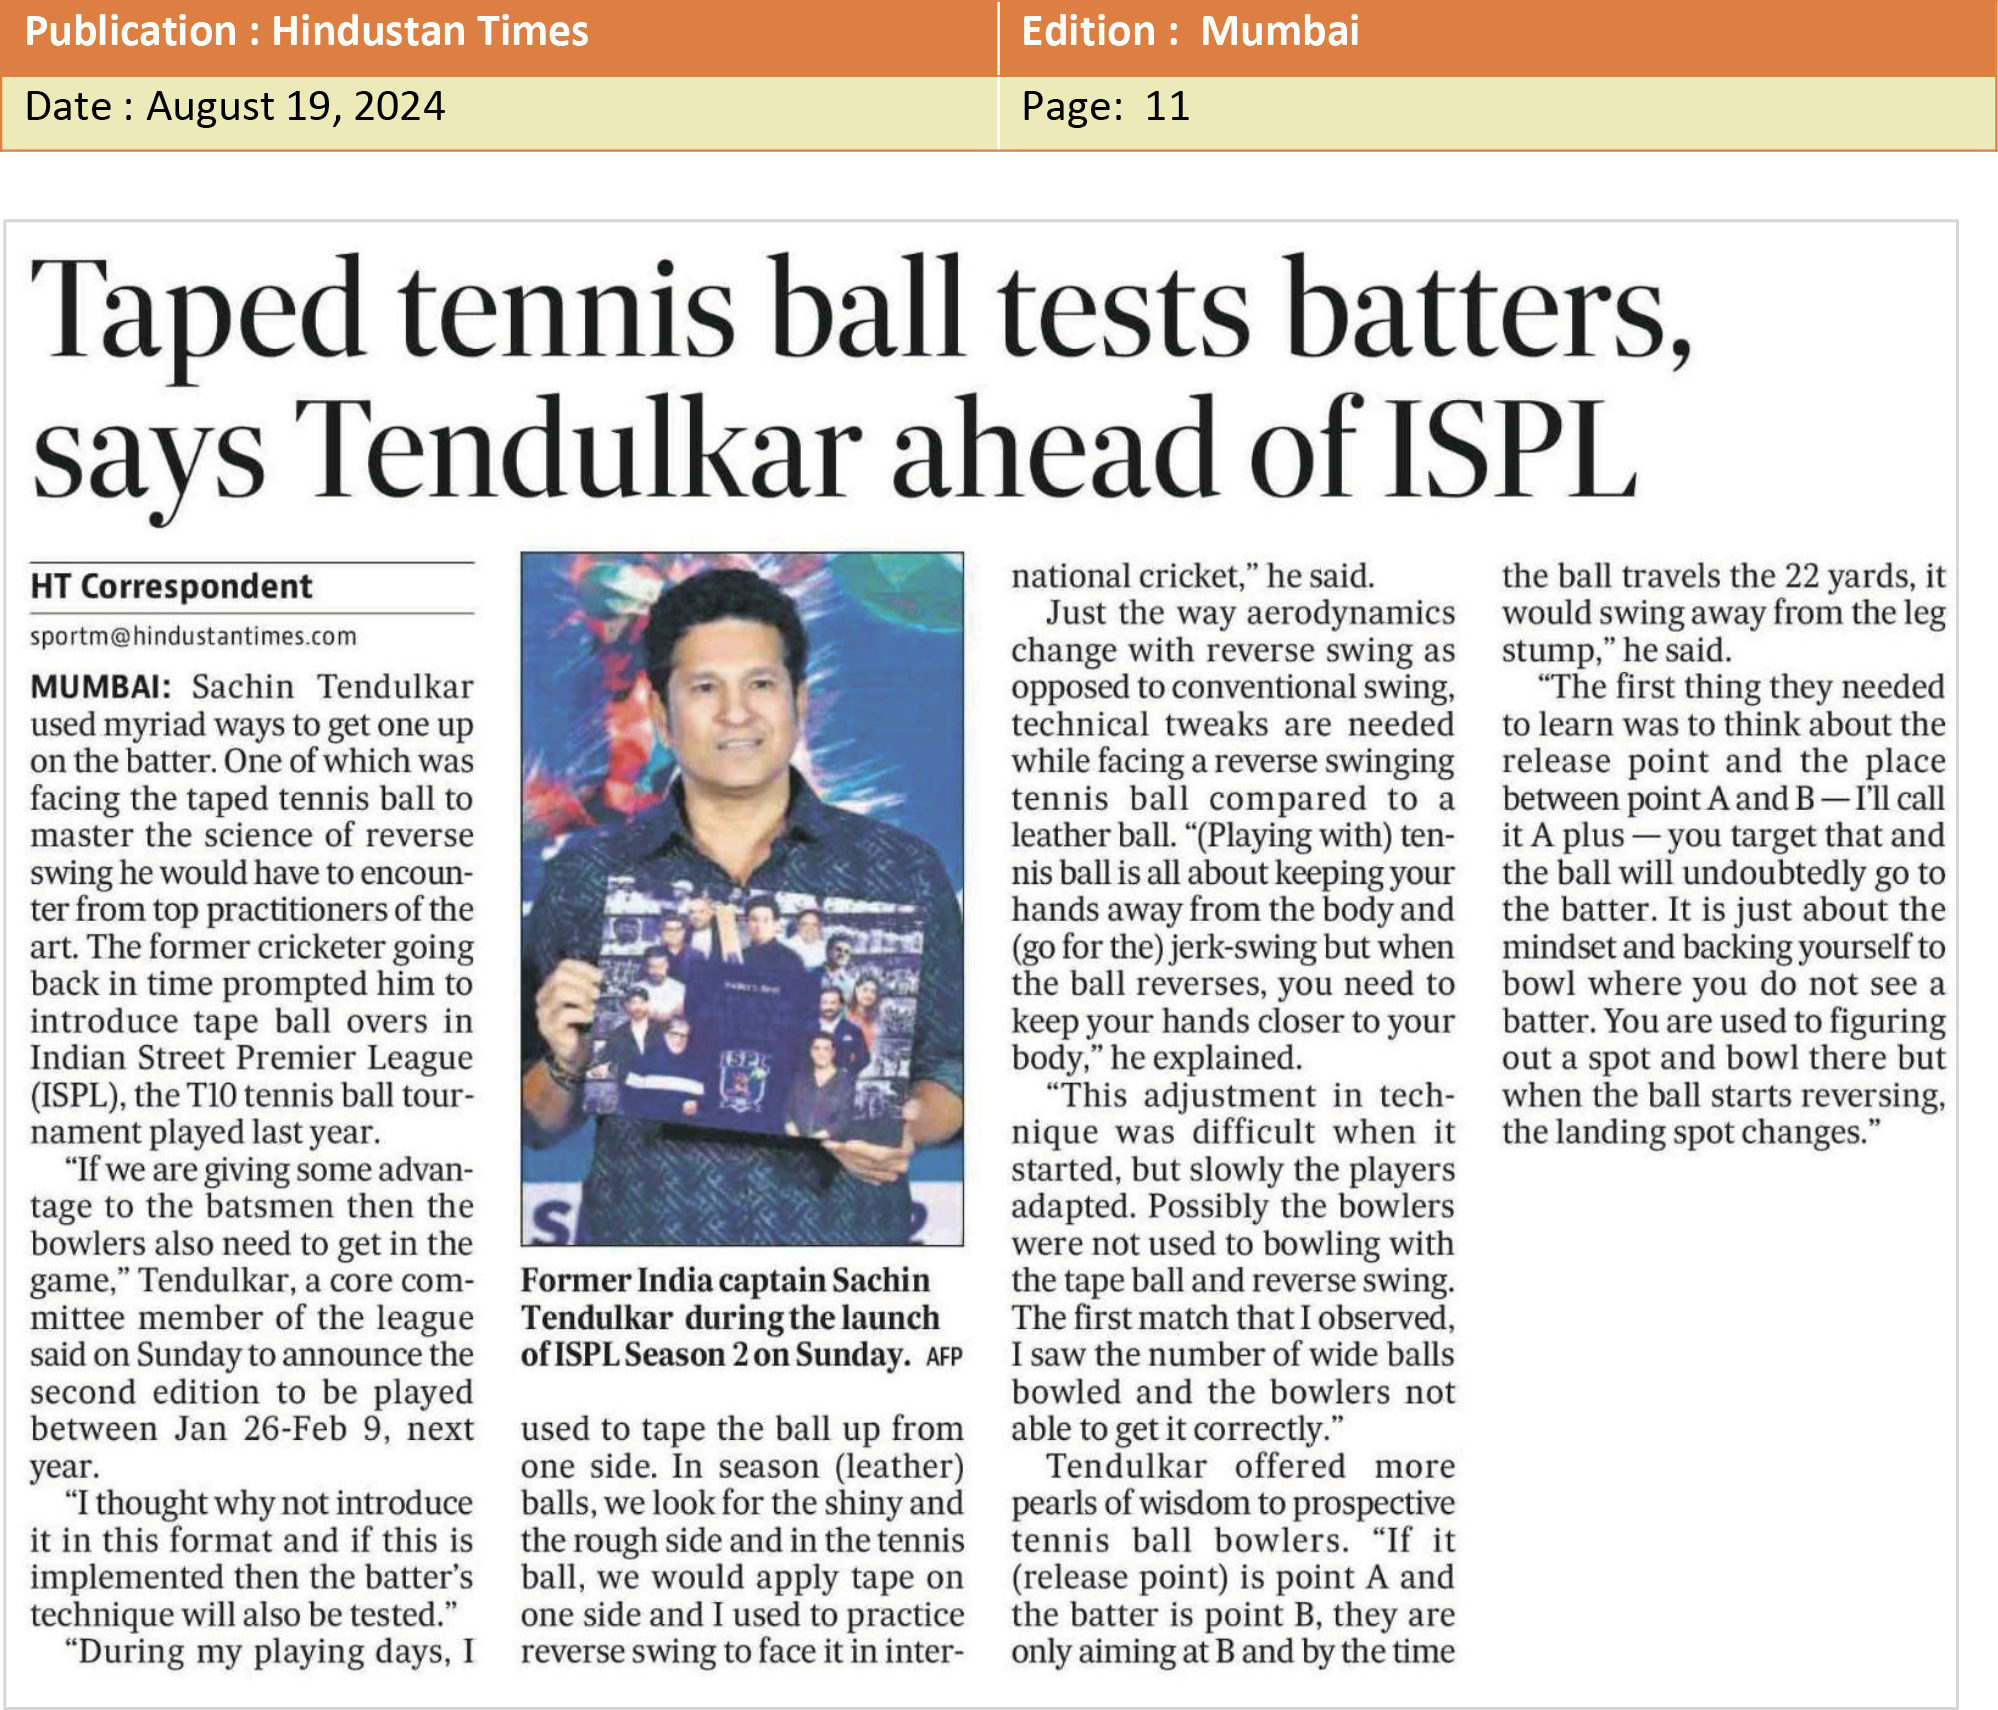 Publication : Hindustan Times
Edition : Mumbai
Date : August 19, 2024
Page: 11
Taped tennis ball tests batters,
says Tendulkar ahead of ISPL
HT Correspondent
sportm@hindustantimes.com
MUMBAI: Sachin Tendulkar
used myriad ways to get one up
on the batter. One of which was
facing the taped tennis ball to
master the science of reverse
swing he would have to encoun-
ter from top practitioners of the
art. The former cricketer going
back in time prompted him to
introduce tape ball overs in
Indian Street Premier League
(ISPL), the T10 tennis ball tour-
nament played last year.
“If we are giving some advan-
tage to the batsmen then the
bowlers also need to get in the
game,” Tendulkar, a core com-
mittee member of the league
said on Sunday to announce the
second edition to be played
between Jan 26-Feb 9, next
year.
“I thought why not introduce
it in this format and if this is
implemented then the batter’s
technique will also be tested.”
“During my playing days, I
ISPL
S
2
Former India captain Sachin
Tendulkar during the launch
of ISPL Season 2 on Sunday. AFP
used to tape the ball up from
one side. In season (leather)
balls, we look for the shiny and
the rough side and in the tennis
ball, we would apply tape on
one side and I used to practice
reverse swing to face it in inter-
national cricket,” he said.
Just the way aerodynamics
change with reverse swing as
opposed to conventional swing,
technical tweaks are needed
while facing a reverse swinging
tennis ball compared to a
leather ball. “(Playing with) ten-
nis ball is all about keeping your
hands away from the body and
(go for the) jerk-swing but when
the ball reverses, you need to
keep your hands closer to your
body,” he explained.
“This adjustment in tech-
nique was difficult when it
started, but slowly the players
adapted. Possibly the bowlers
were not used to bowling with
the tape ball and reverse swing.
The first match that I observed,
I saw the number of wide balls
bowled and the bowlers not
able to get it correctly.”
Tendulkar offered more
pearls of wisdom to prospective
tennis ball bowlers. “If it
(release point) is point A and
the batter is point B, they are
only aiming at B and by the time
the ball travels the 22 yards, it
would swing away from the leg
stump,” he said.
“The first thing they needed
to learn was to think about the
release point and the place
between point A and B — I’ll call
it A plus — you target that and
the ball will undoubtedly go to
the batter. It is just about the
mindset and backing yourself to
bowl where you do not see a
batter. You are used to figuring
out a spot and bowl there but
when the ball starts reversing,
the landing spot changes.”